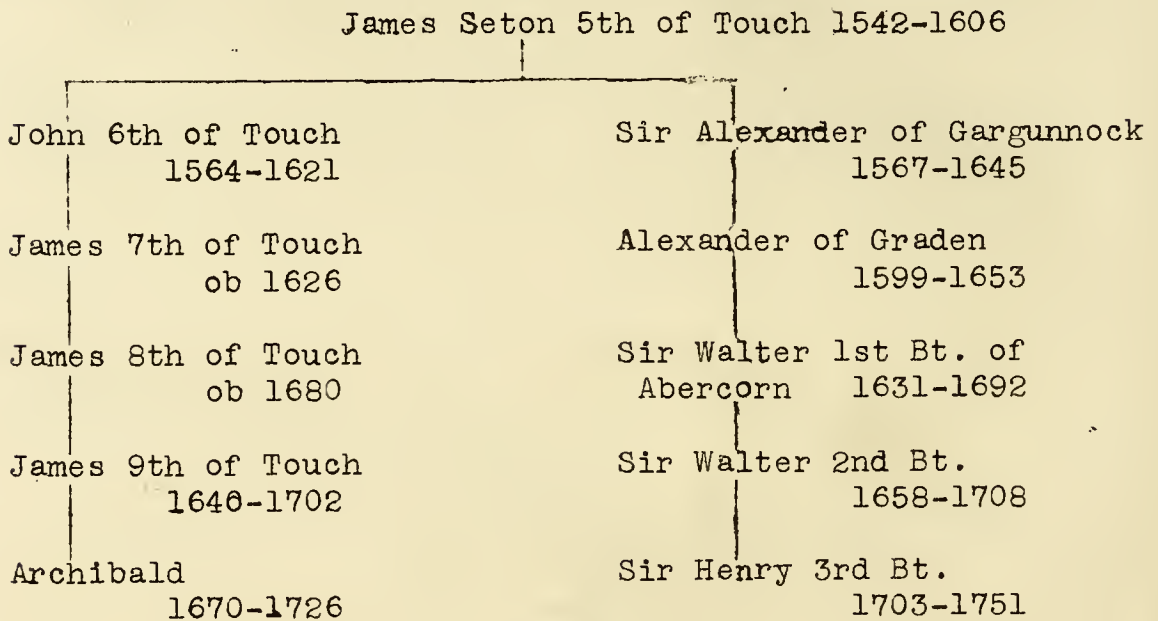 James Seton 5th of Touch 1542-1606
John 6th of Touch
1564-1621
James 7th of Touch
ob 1626
James 8th of Touch
ob 1680
James 9th of Touch
1640-1702
Archibald
1670-1726
Sir Alexander of Gargunnock
1567-1645
Alexander of Graden
1599-1653
Sir Walter 1st Bt. of
Abercorn 1631-1692
Sir Walter 2nd Bt.
1658-1708
Sir Henry 3rd Bt.
1703-1751